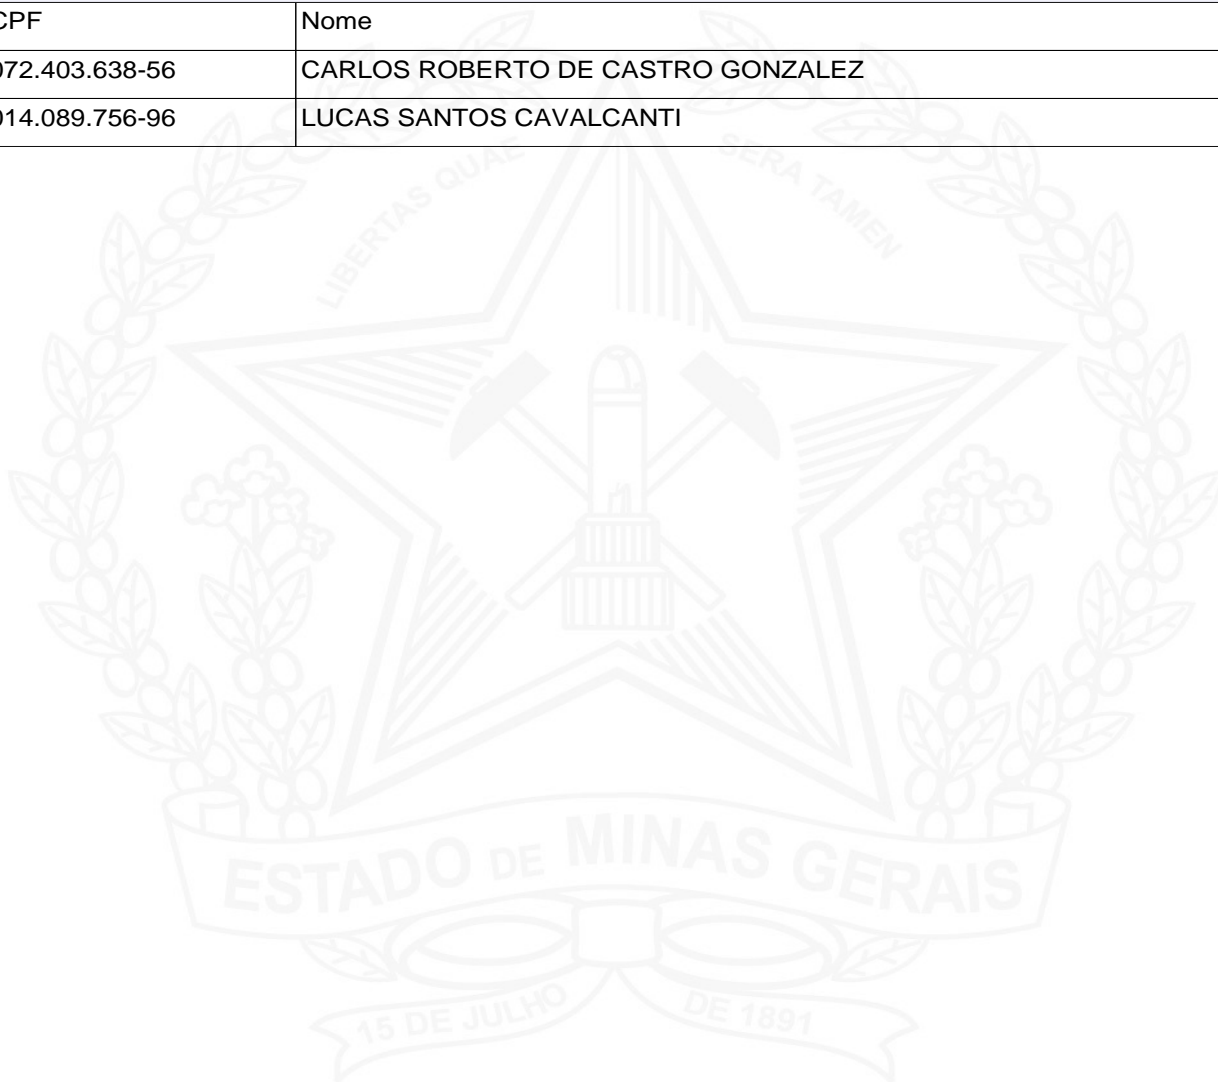 CPF Nome
072.403.638-56 CARLOS ROBERTO DE CASTRO GONZALEZ
014.089.756-96 LUCAS SANTOS CAVALCANTI
LIBERTAS QUAE SERA TAMEN
ESTADO DE MINAS GERAIS
15 DE JULHO DE 1891